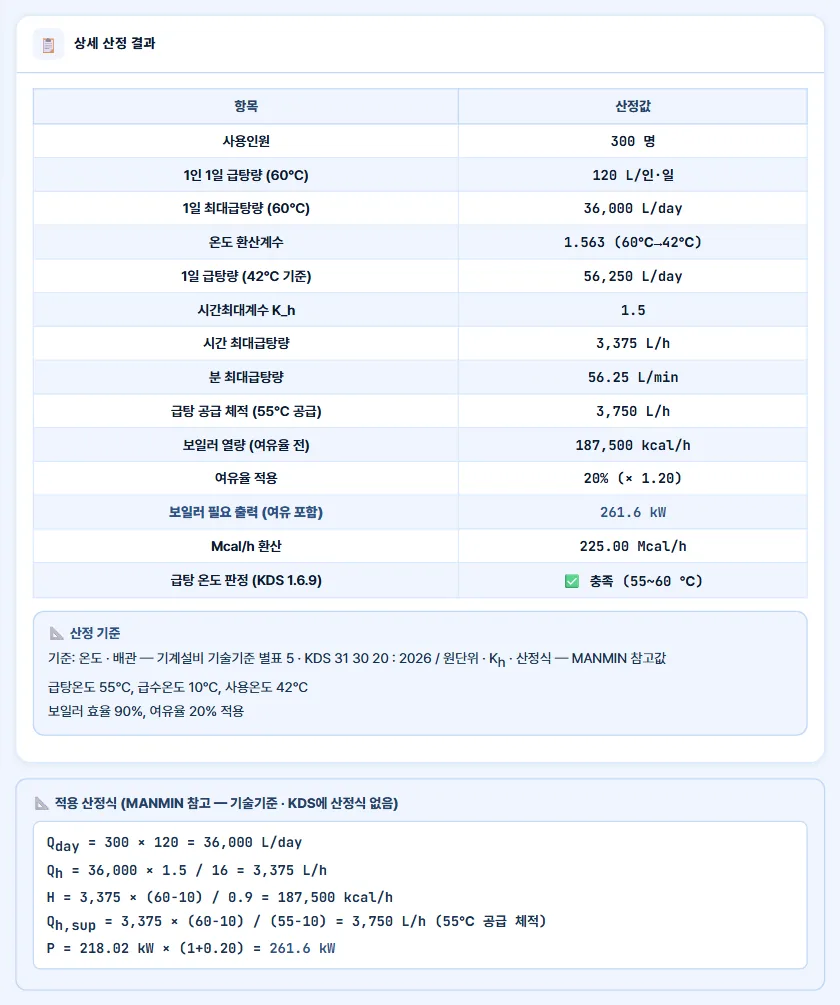 상세 산정 결과
항목 산정값
사용인원 300 명
1인 1일 급탕량 (60°C) 120 L/인·일
1일 최대급탕량 (60°C) 36,000 L/day
온도 환산계수 1.563 (60°C→42°C)
1일 급탕량 (42°C 기준) 56,250 L/day
시간최대계수 K_h 1.5
시간 최대급탕량 3,375 L/h
분 최대급탕량 56.25 L/min
급탕 공급 체적 (55°C 공급) 3,750 L/h
보일러 열량 (여유율 전) 187,500 kcal/h
여유율 적용 20% (× 1.20)
보일러 필요 출력 (여유 포함) 261.6 kW
Mcal/h 환산 225.00 Mcal/h
급탕 온도 판정 (KDS 1.6.9) ✅ 충족 (55~60 °C)
산정 기준
기준: 온도 · 배관 — 기계설비 기술기준 별표 5 · KDS 31 30 20 : 2026 / 원단위 · Kh · 산정식 — MANMIN 참고값
급탕온도 55°C, 급수온도 10°C, 사용온도 42°C
보일러 효율 90%, 여유율 20% 적용
적용 산정식 (MANMIN 참고 — 기술기준 · KDS에 산정식 없음)
Qday = 300 × 120 = 36,000 L/day
Qh = 36,000 × 1.5 / 16 = 3,375 L/h
H = 3,375 × (60-10) / 0.9 = 187,500 kcal/h
Qh,sup = 3,375 × (60-10) / (55-10) = 3,750 L/h (55°C 공급 체적)
P = 218.02 kW × (1+0.20) = 261.6 kW